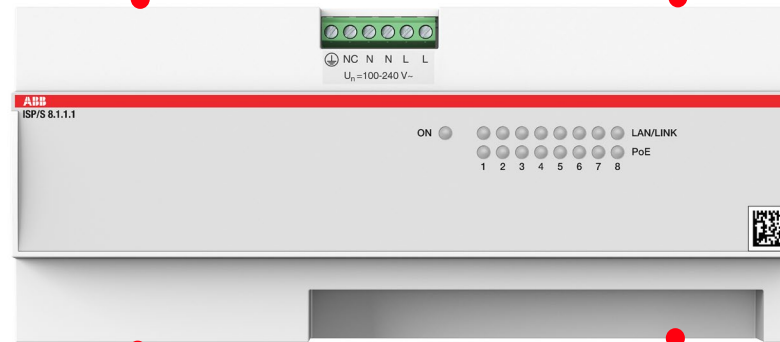 ⏚ NC N N L L
Un=100-240 V~
ABB
ISP/S 8.1.1.1
ON LAN/LINK
PoE
1 2 3 4 5 6 7 8